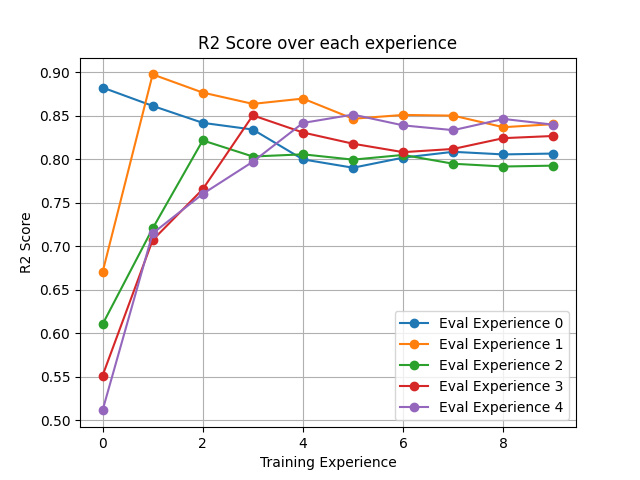 R2 Score over each experience
R2 Score
0.90
0.85
0.80
0.75
0.70
0.65
0.60
0.55
0.50
Eval Experience 0
Eval Experience 1
Eval Experience 2
Eval Experience 3
Eval Experience 4
0 2 4 6 8
Training Experience